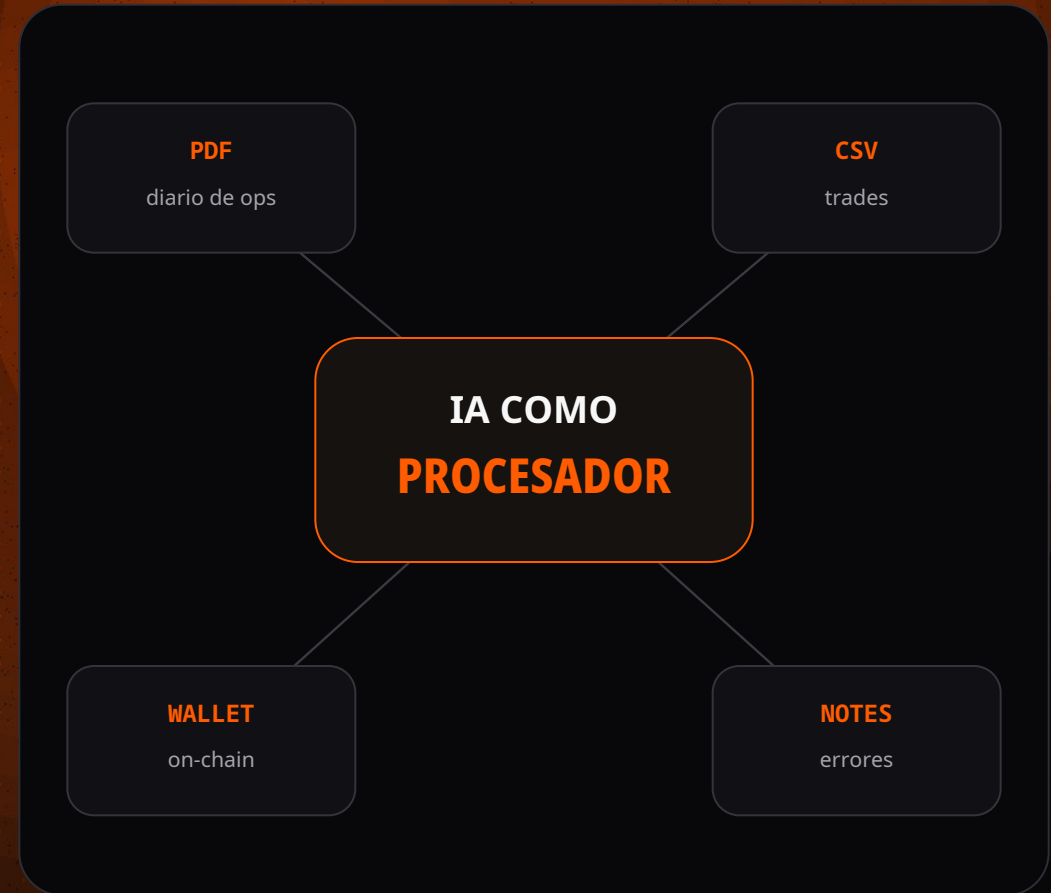 PDF
diario de ops
CSV
trades
IA COMO
PROCESADOR
WALLET
on-chain
NOTES
errores